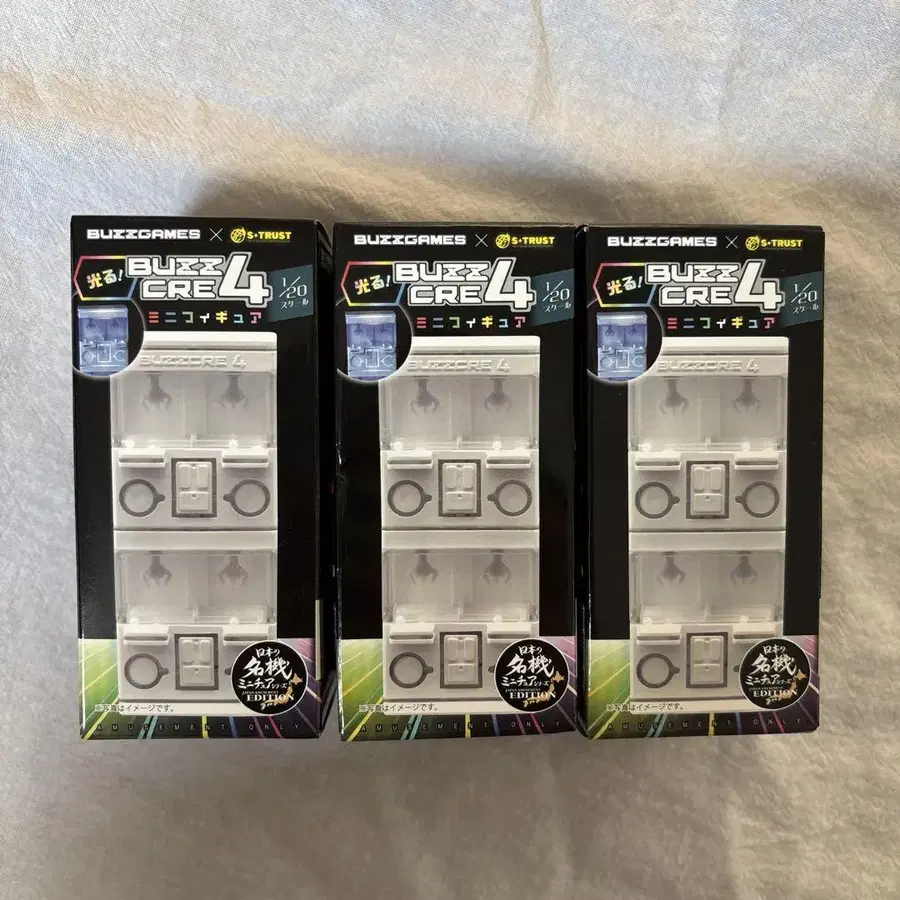 BUZZGAMES × S+TRUST
光る! BUZZ CRE 4 1/20 スケール
ミニフィギュア
BUZZCRE 4
日本の名機 ミニチュアシリーズ
JAPAN AMUSEMENT
EDITION
※写真はイメージです。
AMUSEMENT ONLY
BUZZGAMES × S+TRUST
光る! BUZZ CRE 4 1/20 スケール
ミニフィギュア
BUZZCRE 4
日本の名機 ミニチュアシリーズ
JAPAN AMUSEMENT
EDITION
※写真はイメージです。
AMUSEMENT ONLY
BUZZGAMES × S+TRUST
光る! BUZZ CRE 4 1/20 スケール
ミニフィギュア
BUZZCRE 4
日本の名機 ミニチュアシリーズ
JAPAN AMUSEMENT
EDITION
※写真はイメージです。
AMUSEMENT ONLY